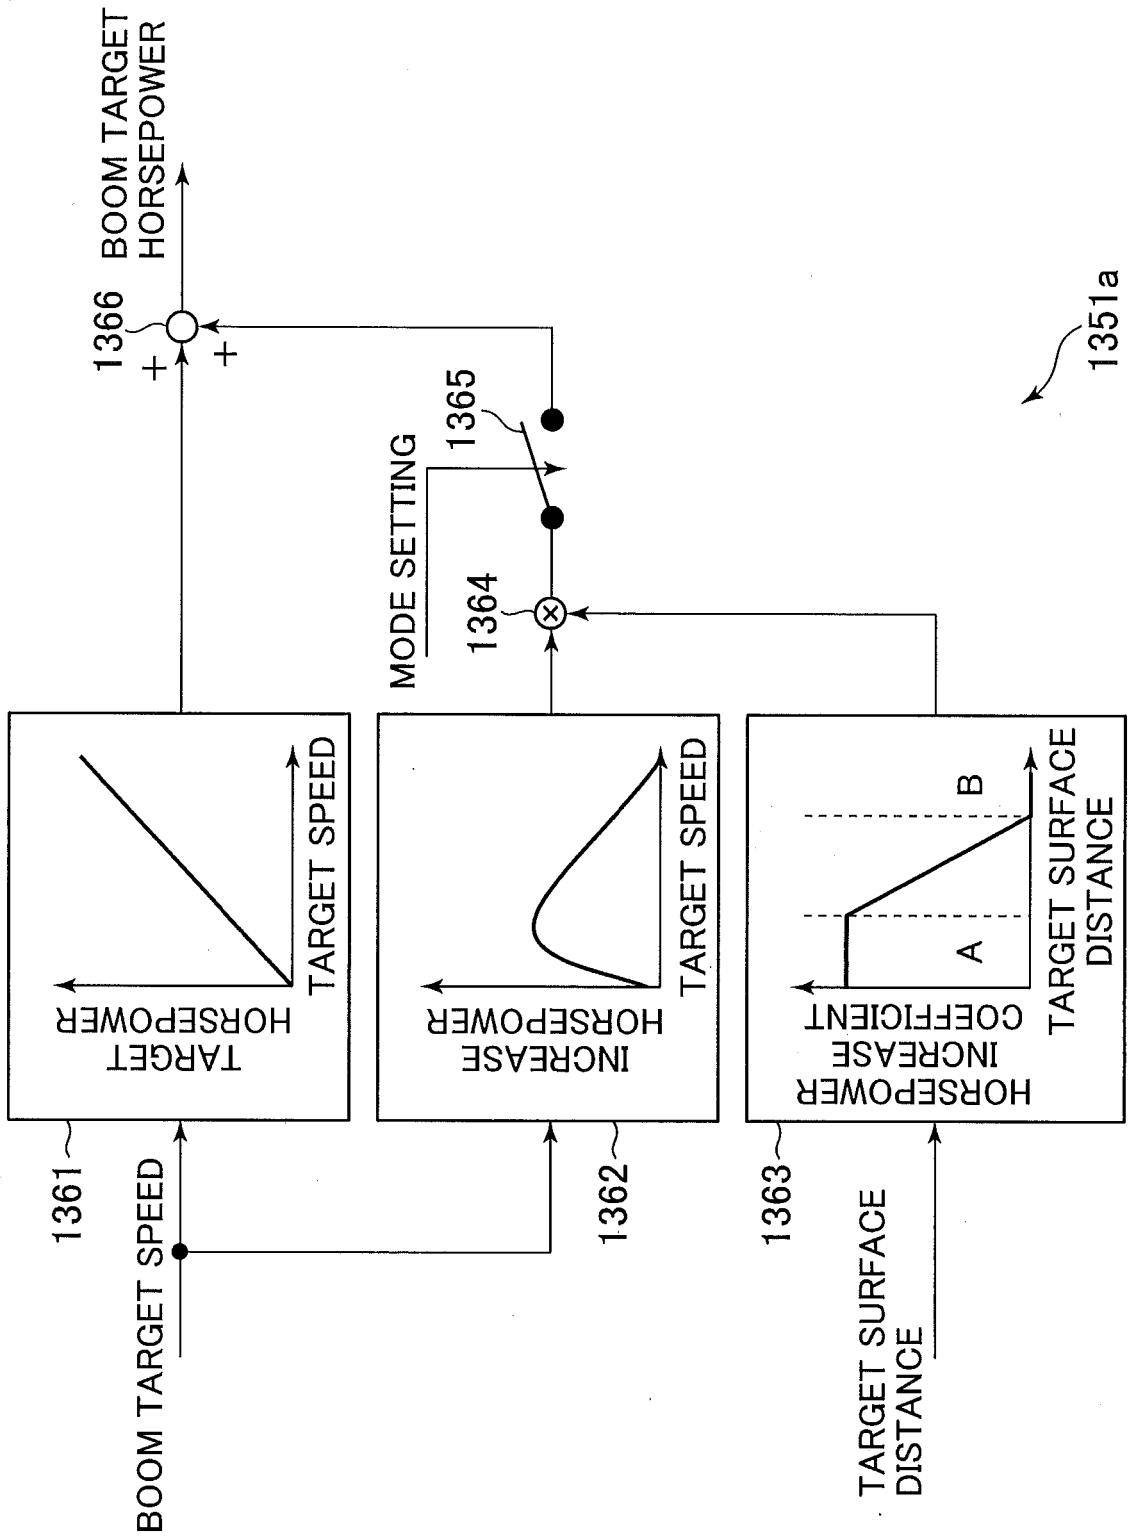 BOOM TARGET SPEED
1361
TARGET
HORSEPOWER
TARGET SPEED
+
+
1366
BOOM TARGET
HORSEPOWER
1362
INCREASE
HORSEPOWER
TARGET SPEED
MODE SETTING
1364
×
1365
TARGET SURFACE
DISTANCE
1363
HORSEPOWER
INCREASE
COEFFICIENT
A
B
TARGET SURFACE
DISTANCE
1351a